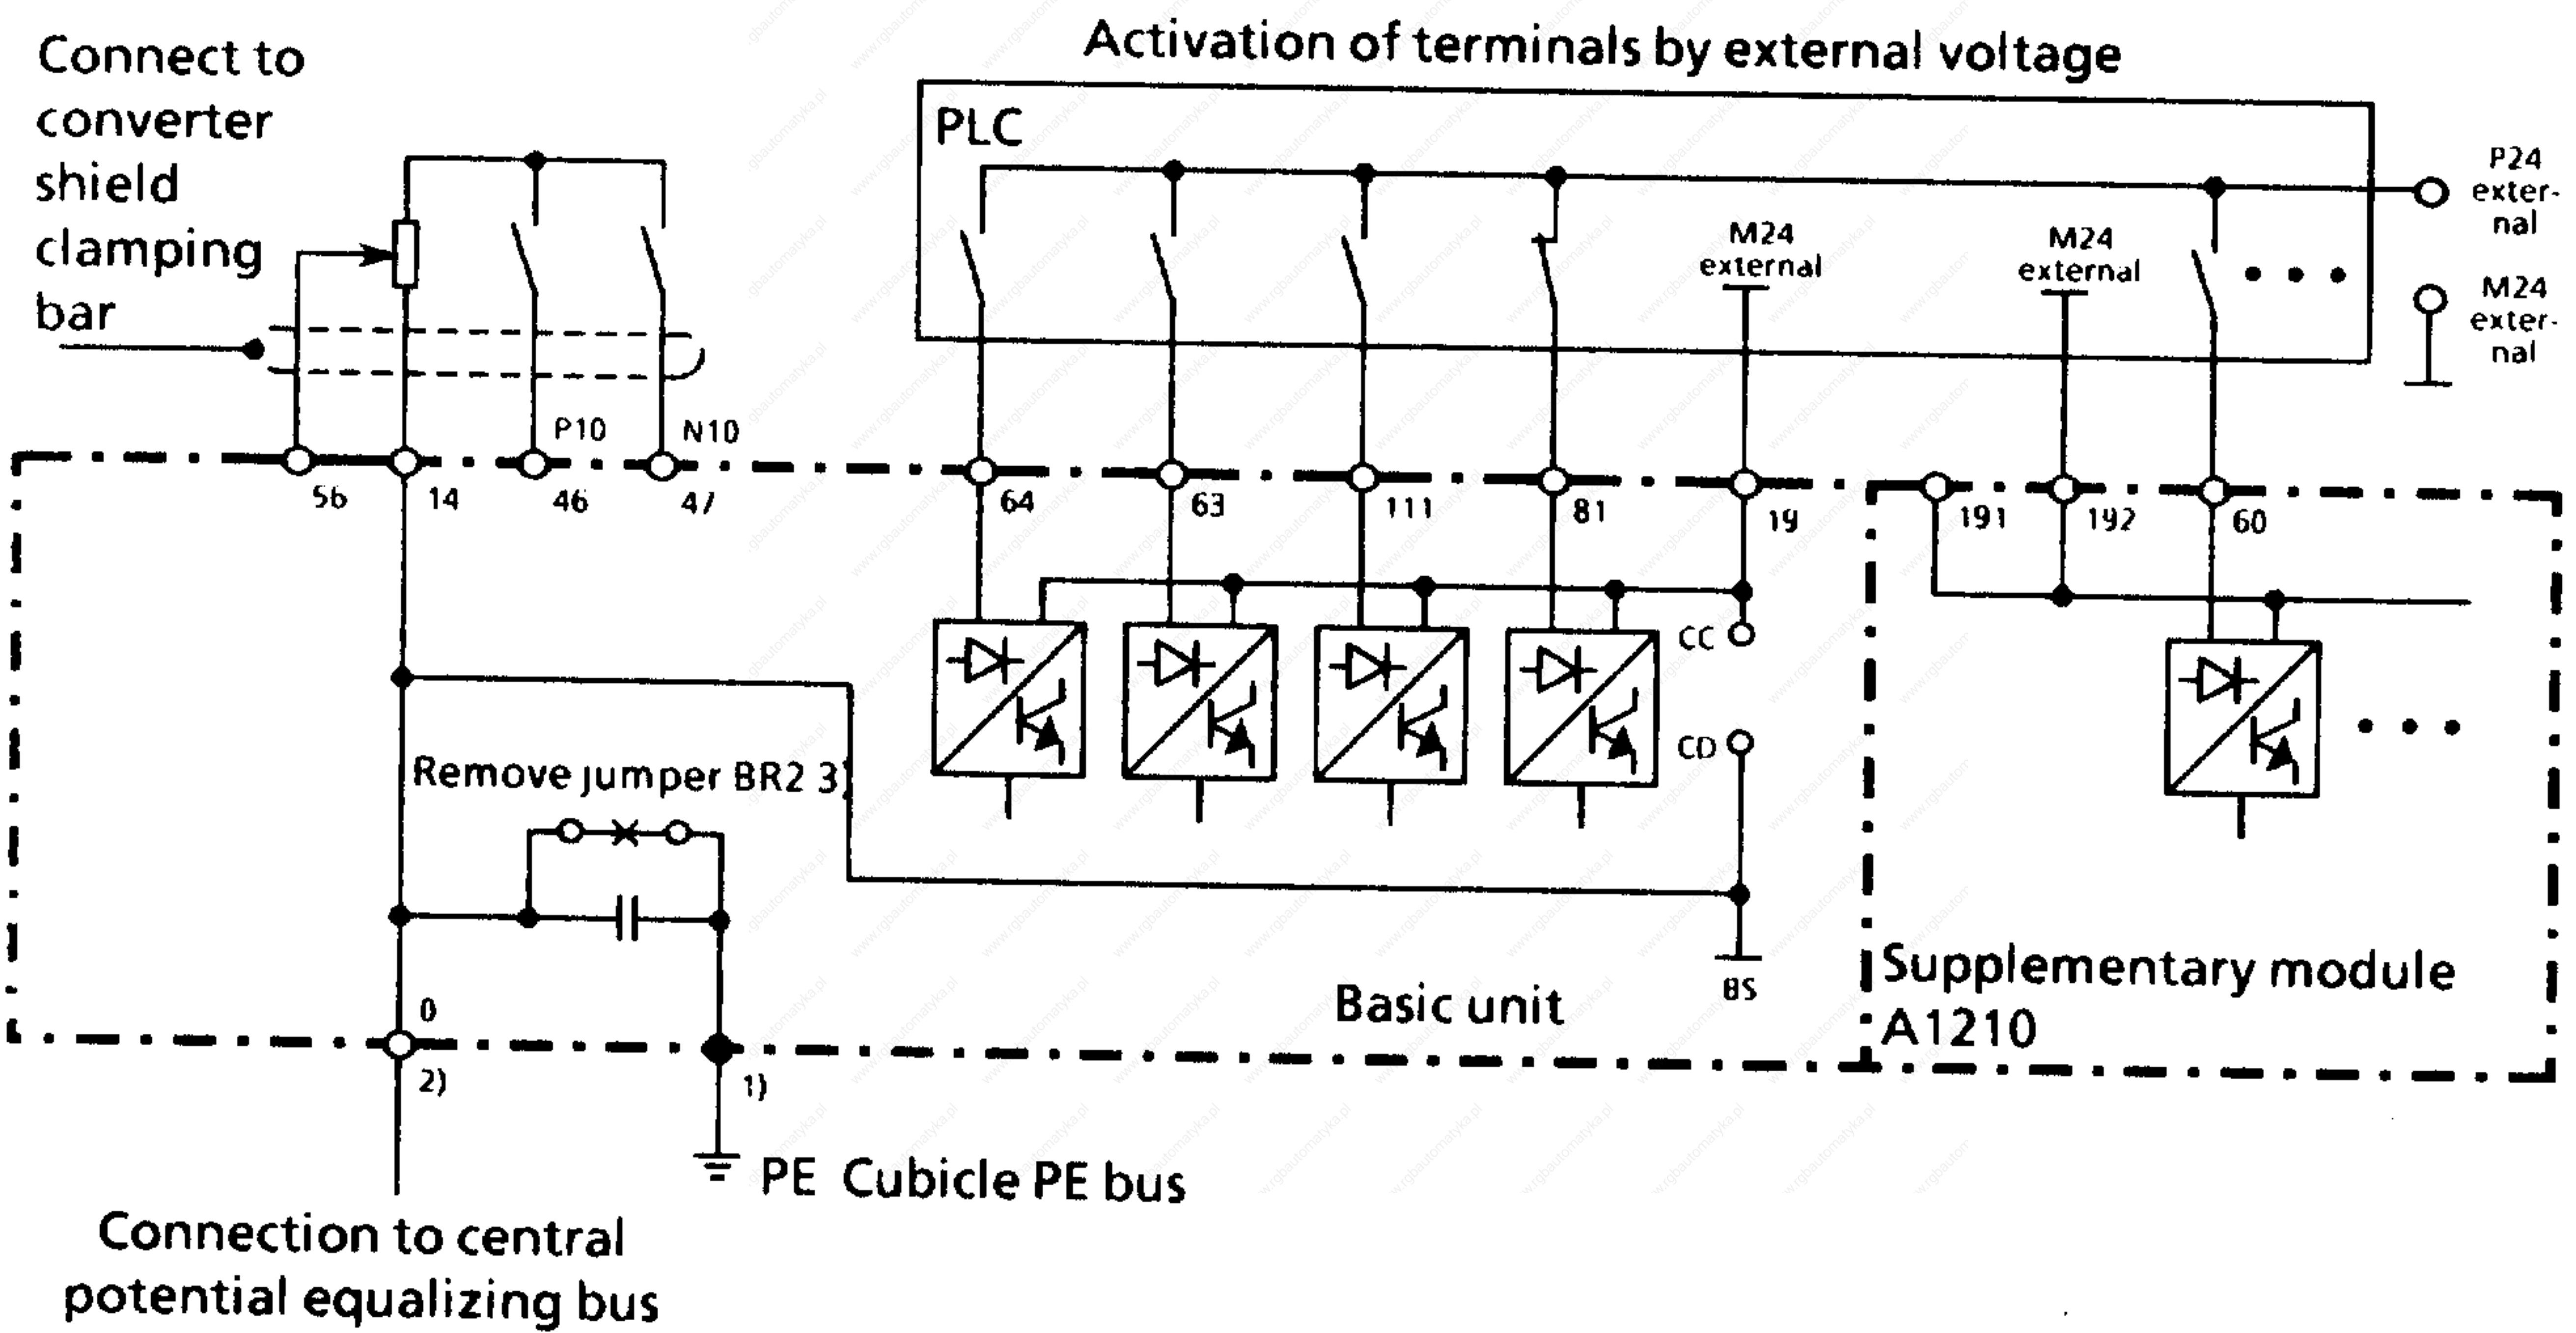 Activation of terminals by external voltage
Connect to
converter
shield
clamping
bar
PLC
P24
exter-
nal
M24
external
M24
external
M24
exter-
nal
P10
N10
56
14
46
47
64
63
111
81
19
191
192
60
CC
CD
Remove jumper BR2 3)
BS
Basic unit
Supplementary module
A1210
0
2)
1)
PE Cubicle PE bus
Connection to central
potential equalizing bus
www.rgbautomatyka.pl